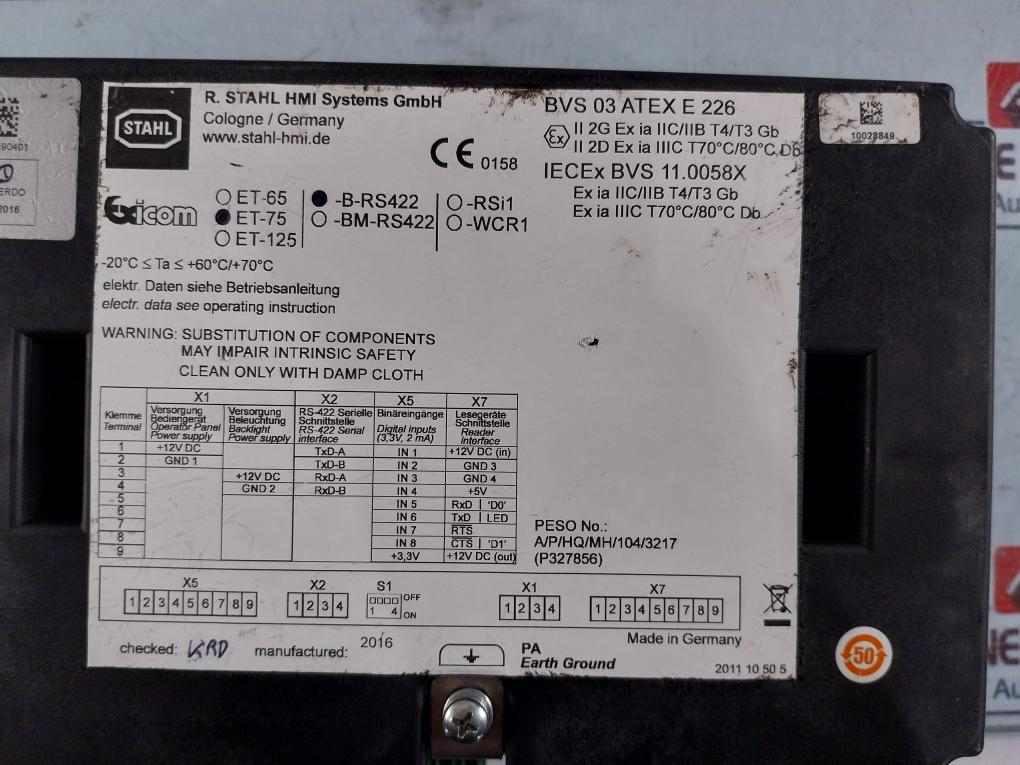 STAHL
R. STAHL HMI Systems GmbH
Cologne / Germany
www.stahl-hmi.de
CE 0158
BVS 03 ATEX E 226
Ex II 2G Ex ia IIC/IIB T4/T3 Gb
II 2D Ex ia IIIC T70°C/80°C Db
IECEx BVS 11.0058X
Ex ia IIC/IIB T4/T3 Gb
Ex ia IIIC T70°C/80°C Db
10028849
90401
ERDO
2016
Exicom
ET-65
ET-75
ET-125
-B-RS422
-BM-RS422
-RSi1
-WCR1
-20°C ≤ Ta ≤ +60°C/+70°C
elektr. Daten siehe Betriebsanleitung
electr. data see operating instruction
WARNING: SUBSTITUTION OF COMPONENTS
MAY IMPAIR INTRINSIC SAFETY
CLEAN ONLY WITH DAMP CLOTH
X1 X2 X5 X7
Klemme
Terminal
Versorgung
Bediengerät
Operator Panel
Power supply
Versorgung
Beleuchtung
Backlight
Power supply
RS-422 Serielle
Schnittstelle
RS-422 Serial
interface
Binäreingänge
Digital inputs
(3,3V, 2 mA)
Lesegeräte
Schnittstelle
Reader
interface
1 +12V DC TxD-A IN 1 +12V DC (in)
2 GND 1 TxD-B IN 2 GND 3
3 +12V DC RxD-A IN 3 GND 4
4 GND 2 RxD-B IN 4 +5V
5 IN 5 RxD | 'D0'
6 IN 6 TxD | LED
7 IN 7 RTS
8 IN 8 CTS | 'D1'
9 +3,3V +12V DC (out)
PESO No.:
A/P/HQ/MH/104/3217
(P327856)
X5 X2 S1 X1 X7
1 2 3 4 5 6 7 8 9
1 2 3 4
OFF
1 4 ON
1 2 3 4
1 2 3 4 5 6 7 8 9
Made in Germany
checked: KRD manufactured: 2016
PA
Earth Ground
2011 10 50 5
50
NE
Au